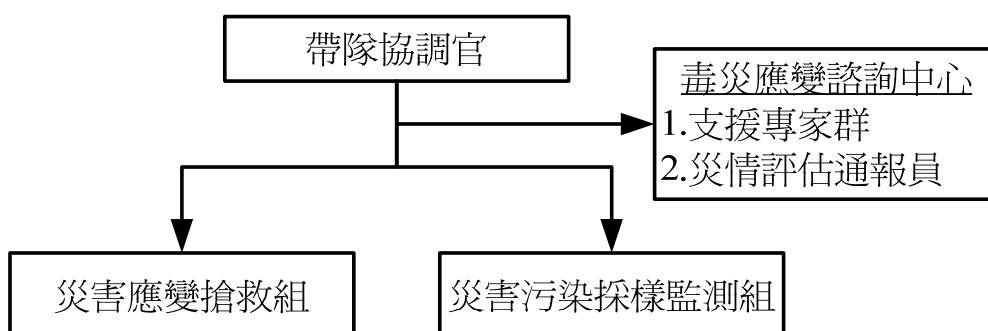 帶隊協調官
毒災應變諮詢中心
1.支援專家群
2.災情評估通報員
災害應變搶救組
災害污染採樣監測組